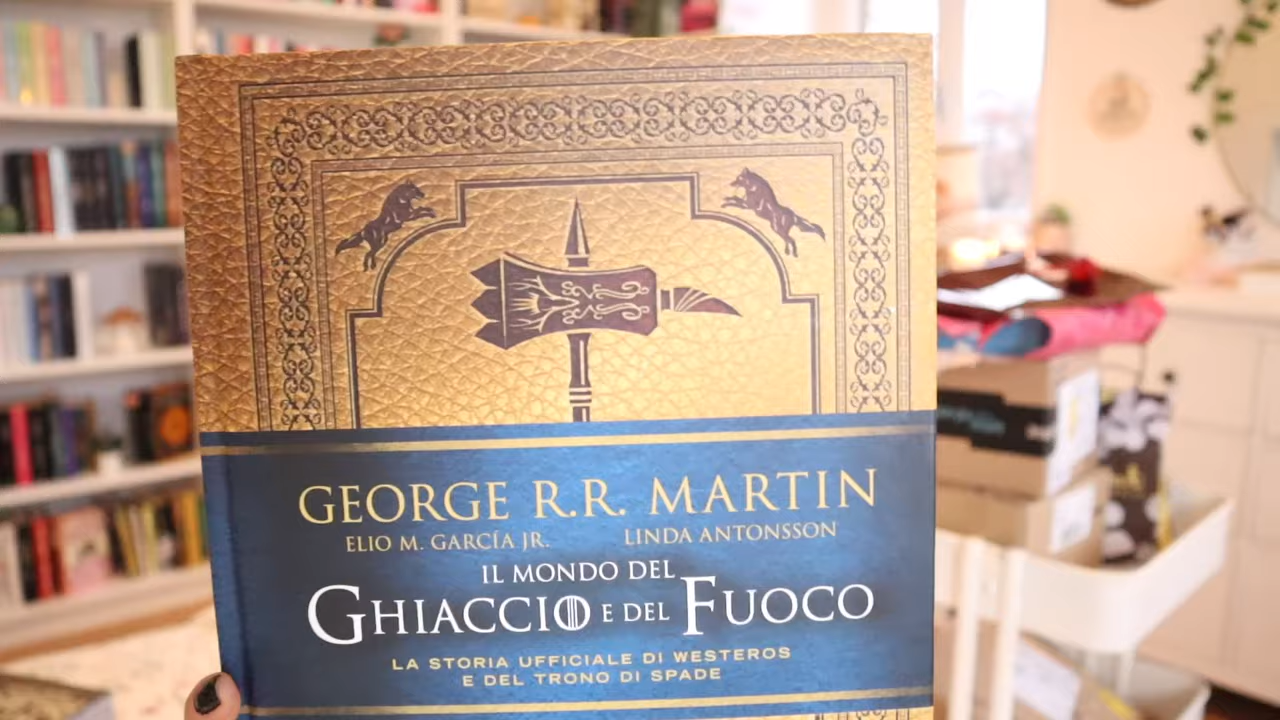 GEORGE R.R. MARTIN
ELIO M. GARCÍA JR. LINDA ANTONSSON
IL MONDO DEL
GHIACCIO E DEL FUOCO
LA STORIA UFFICIALE DI WESTEROS
E DEL TRONO DI SPADE